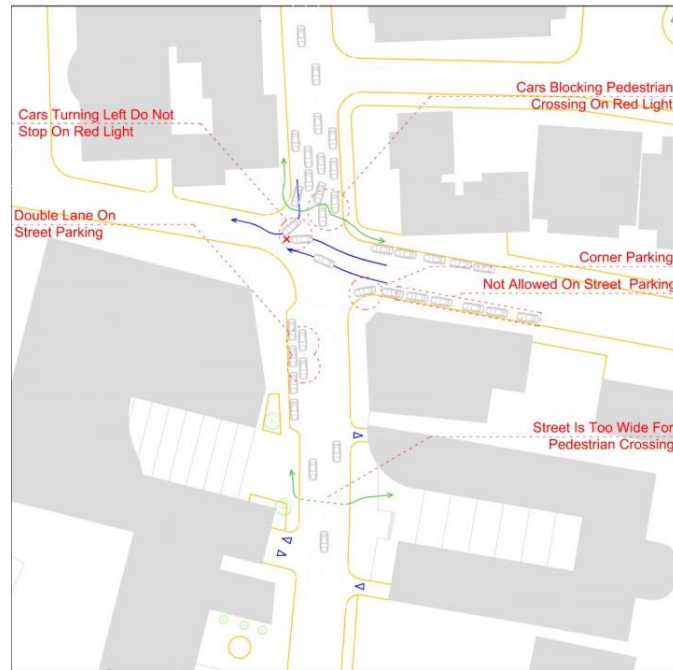 Cars Blocking Pedestrian
Crossing On Red Light
Cars Turning Left Do Not
Stop On Red Light
Double Lane On
Street Parking
Corner Parking
Not Allowed On Street Parking
Street Is Too Wide For
Pedestrian Crossing